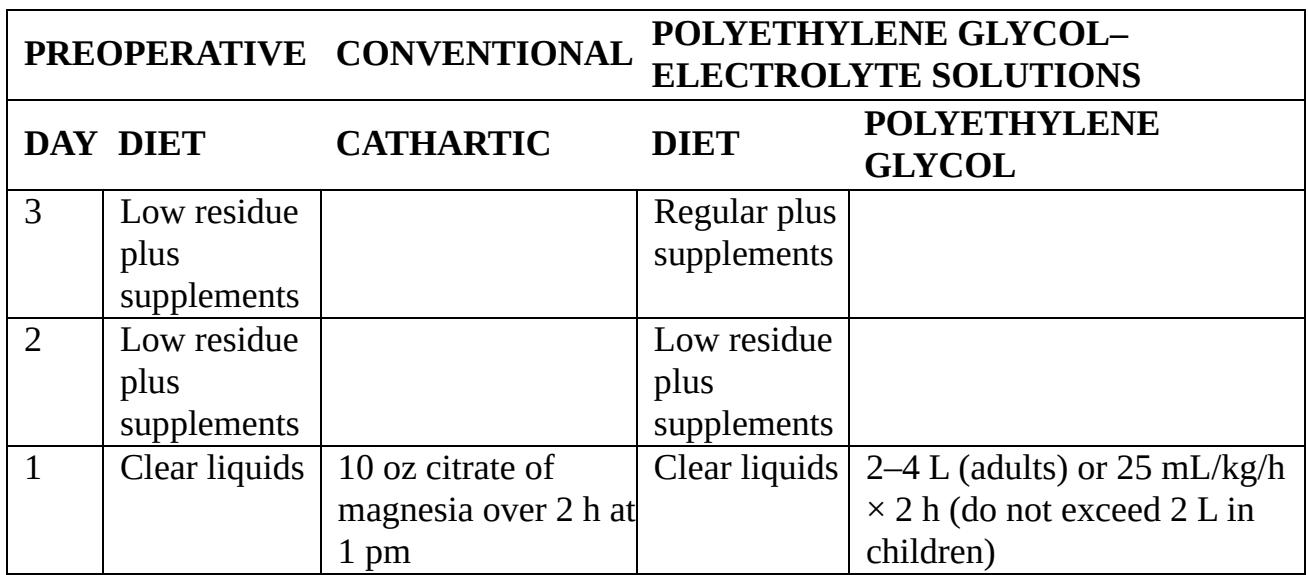 PREOPERATIVE CONVENTIONAL POLYETHYLENE GLYCOL–
ELECTROLYTE SOLUTIONS
DAY DIET CATHARTIC DIET POLYETHYLENE
GLYCOL
3
Low residue
plus
supplements
Regular plus
supplements
2
Low residue
plus
supplements
Low residue
plus
supplements
1
Clear liquids
10 oz citrate of
magnesia over 2 h at
1 pm
Clear liquids
2–4 L (adults) or 25 mL/kg/h
× 2 h (do not exceed 2 L in
children)